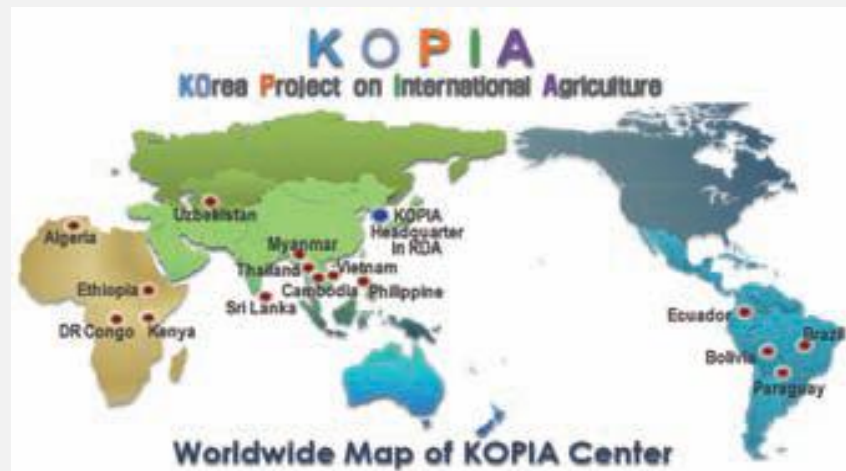 KOPIA
KOrea Project on International Agriculture
Uzbekistan
KOPIA
Headquarter
in RDA
Algeria
Myanmar
Thailand
Vietnam
Ethiopia
Cambodia
Philippine
Sri Lanka
DR Congo
Kenya
Ecuador
Brazil
Bolivia
Paraguay
Worldwide Map of KOPIA Center